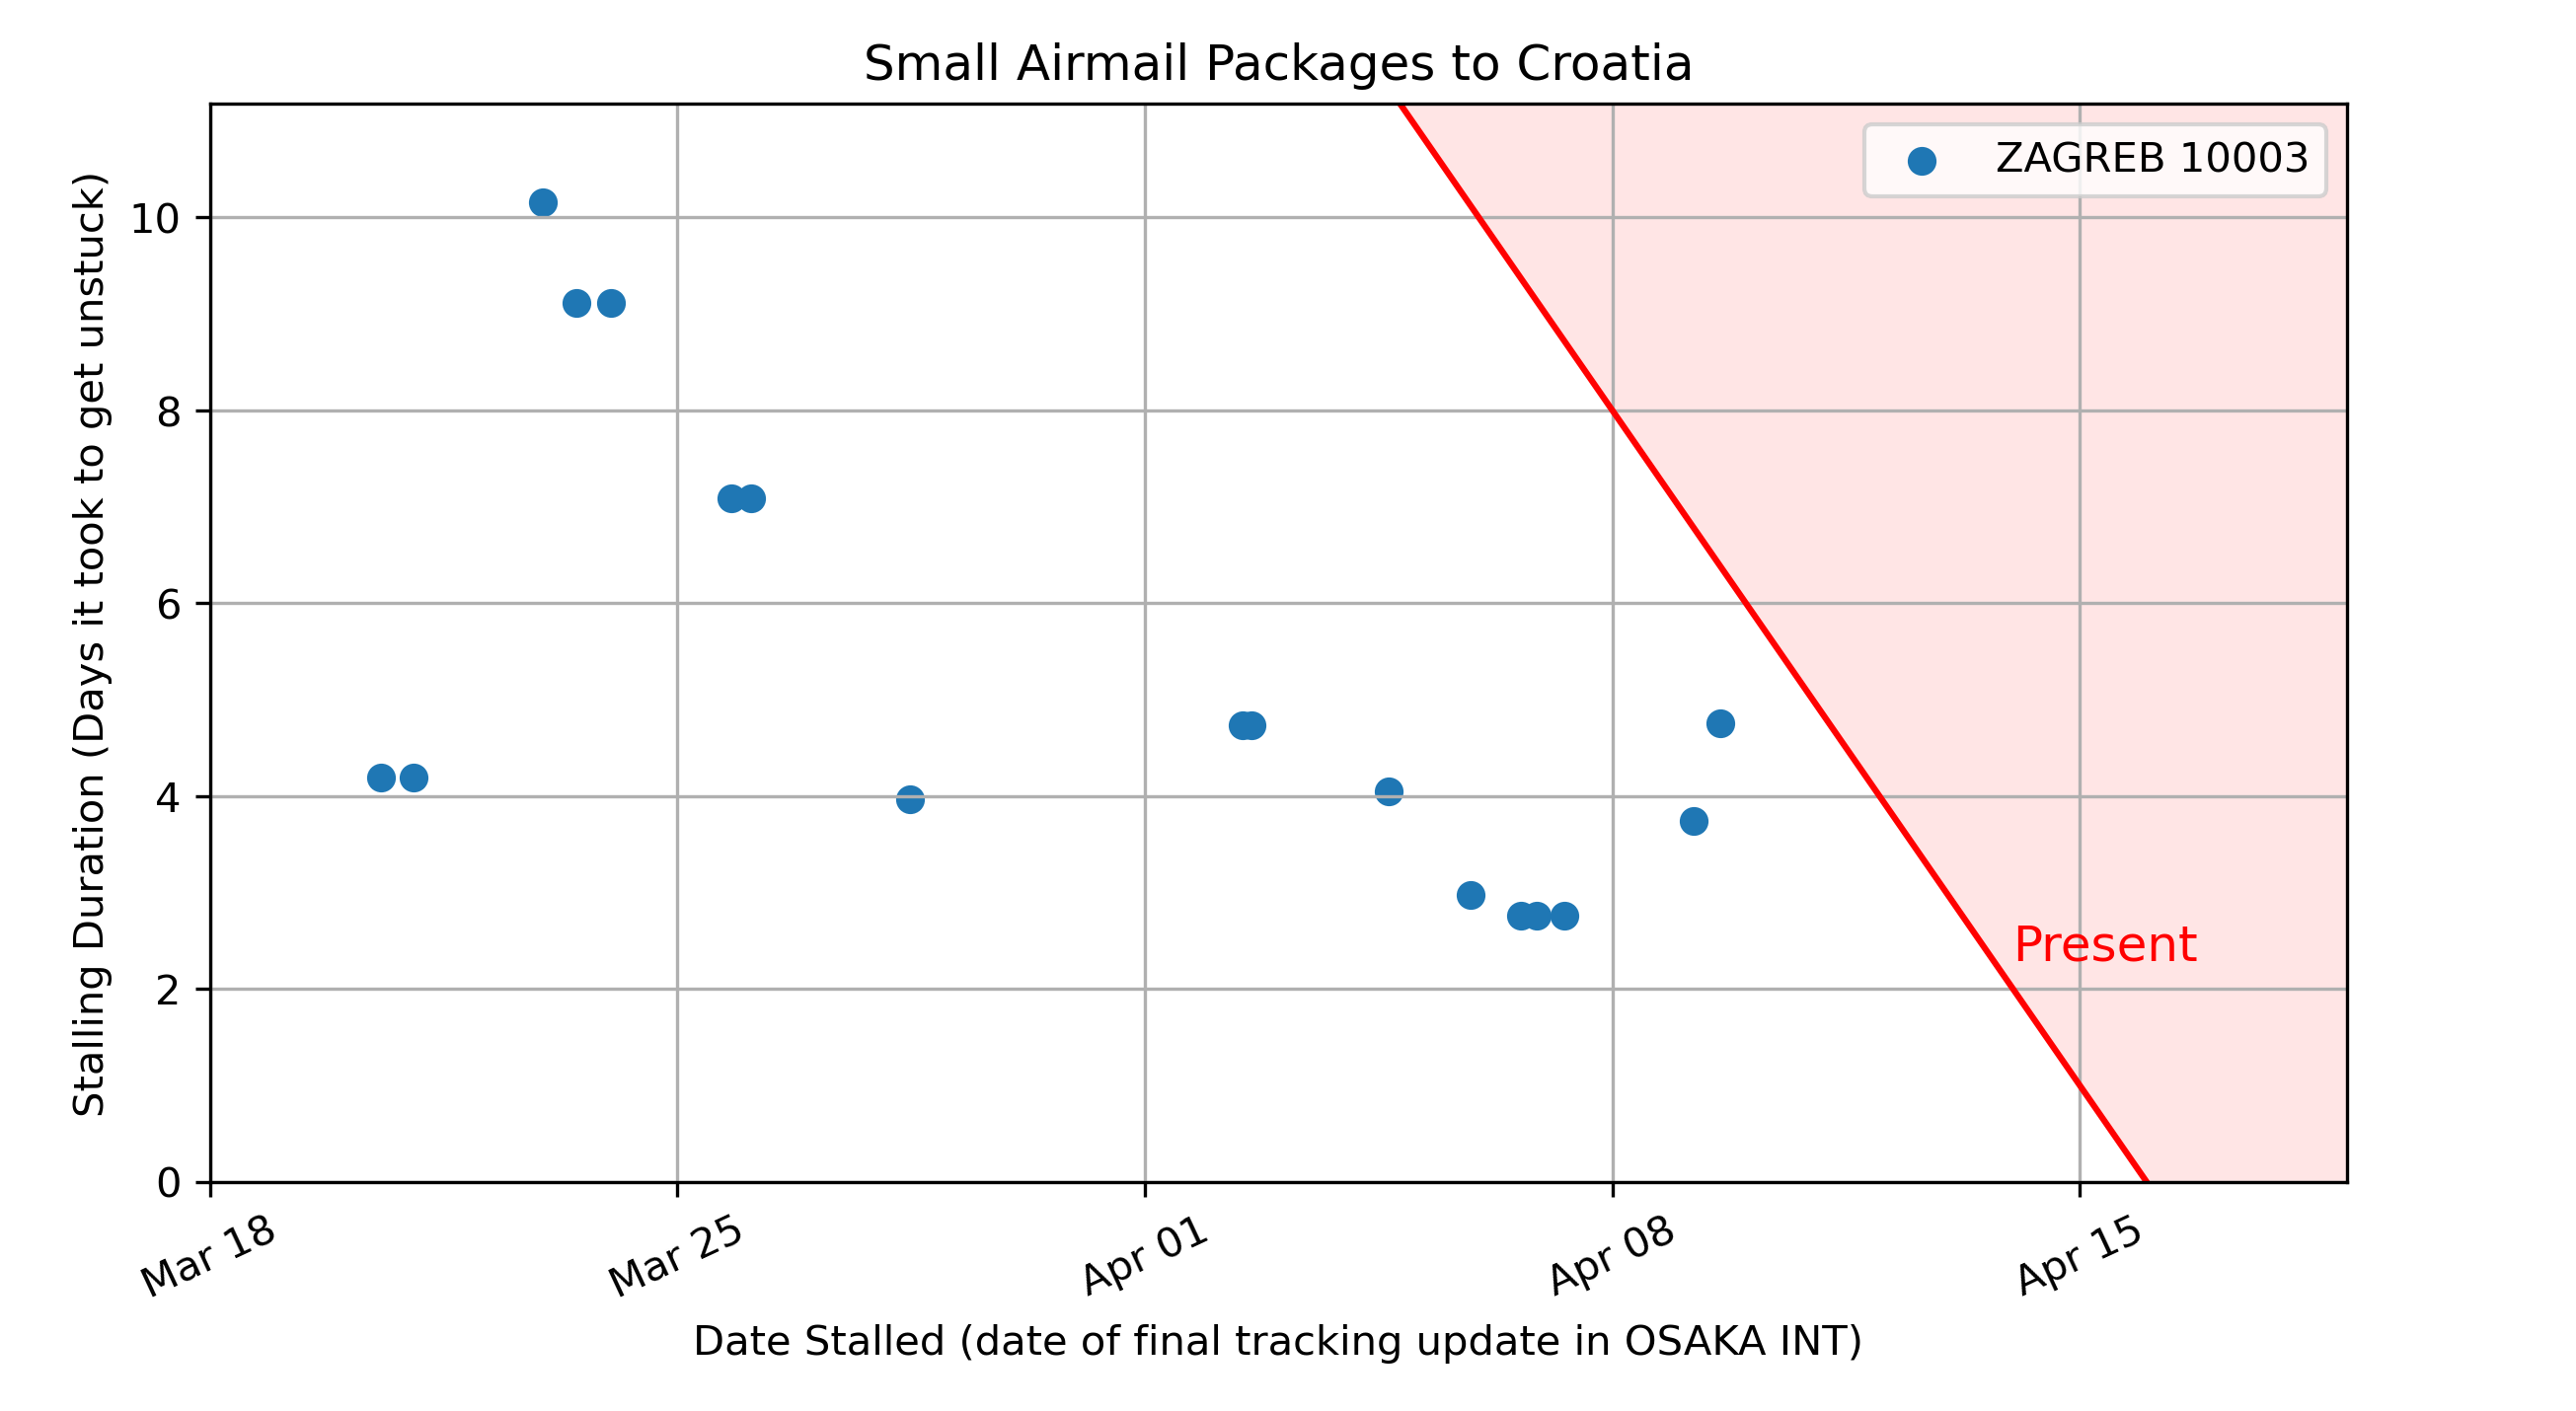 Small Airmail Packages to Croatia
ZAGREB 10003
Stalling Duration (Days it took to get unstuck)
10
8
6
4
2
0
Present
Mar 18
Mar 25
Apr 01
Apr 08
Apr 15
Date Stalled (date of final tracking update in OSAKA INT)